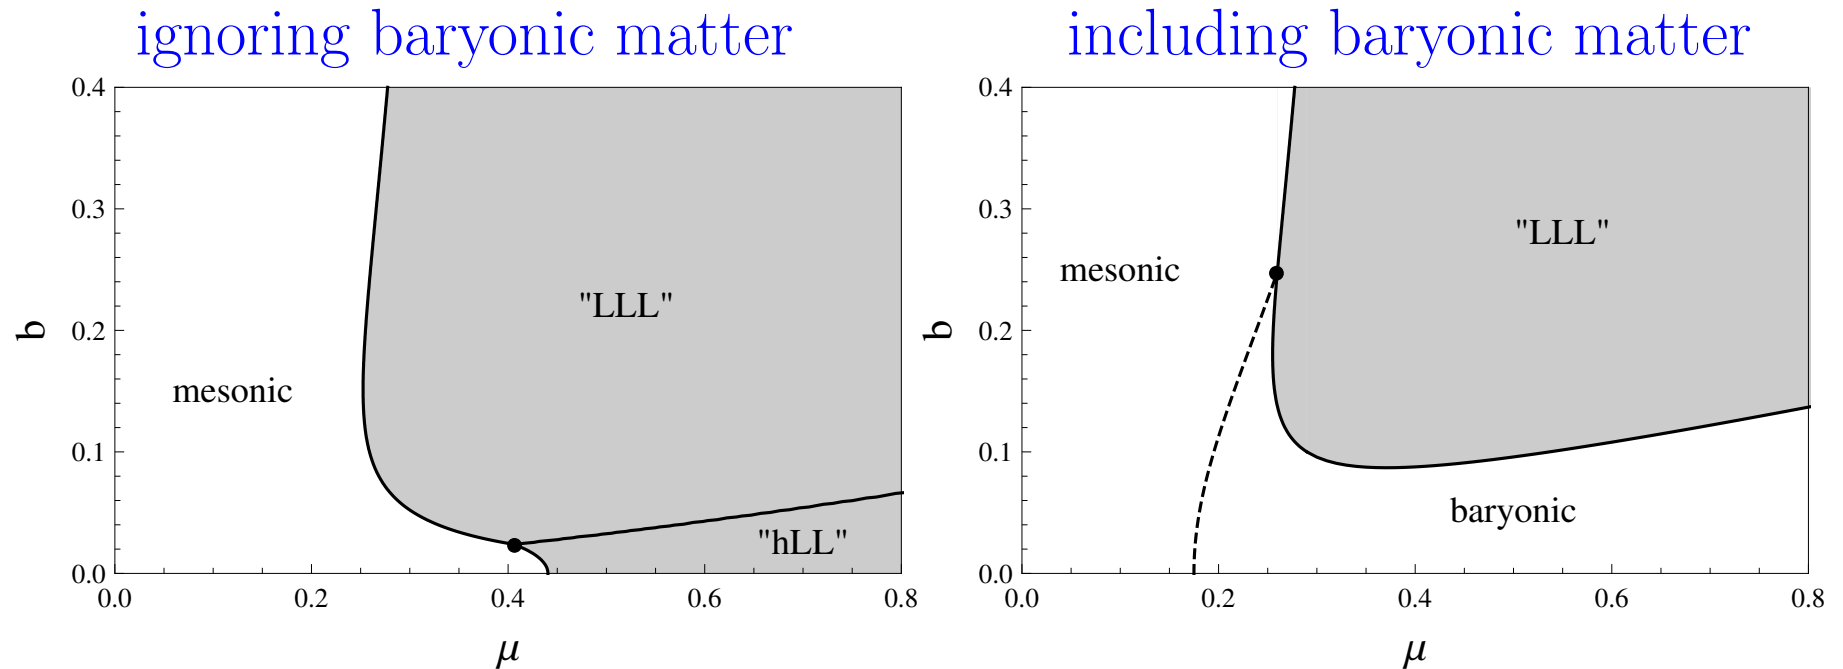 ignoring baryonic matter
0.4
0.3
0.2
0.1
0.0
b
mesonic
"LLL"
"hLL"
0.0 0.2 0.4 0.6 0.8
μ
including baryonic matter
0.4
0.3
0.2
0.1
0.0
b
mesonic
"LLL"
baryonic
0.0 0.2 0.4 0.6 0.8
μ